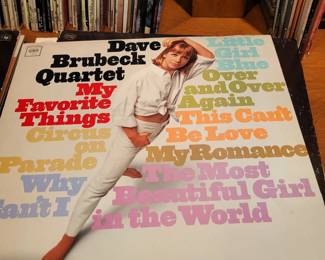 CBS
Dave
Brubeck
Quartet
My
Favorite
Things
Circus
on
Parade
Why
Can't I
Little
Girl
Blue
Over
and Over
Again
This Can't
Be Love
My Romance
The Most
Beautiful Girl
in the World